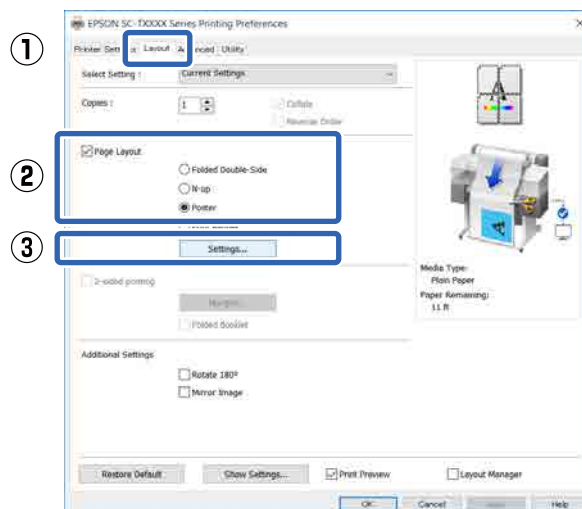 EPSON SC-TXXXX Series Printing Preferences
①
Layout
Utility
Select Setting :
Current Settings
Copies :
1
Collate
Reverse Order
②
Page Layout
Folded Double-Side
N-up
Poster
③
Settings...
2-sided printing
Margins...
Folded Booklet
Media Type:
Plain Paper
Paper Remaining:
11 ft
Additional Settings
Rotate 180º
Mirror Image
Restore Default
Show Settings...
Print Preview
Layout Manager
OK
Cancel
Help